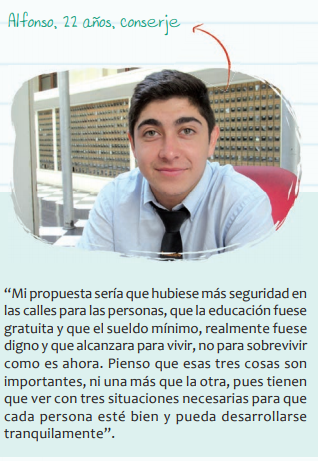 Alfonso, 22 años, conserje
“Mi propuesta sería que hubiese más seguridad en
las calles para las personas, que la educación fuese
gratuita y que el sueldo mínimo, realmente fuese
digno y que alcanzara para vivir, no para sobrevivir
como es ahora. Pienso que esas tres cosas son
importantes, ni una más que la otra, pues tienen
que ver con tres situaciones necesarias para que
cada persona esté bien y pueda desarrollarse
tranquilamente”.